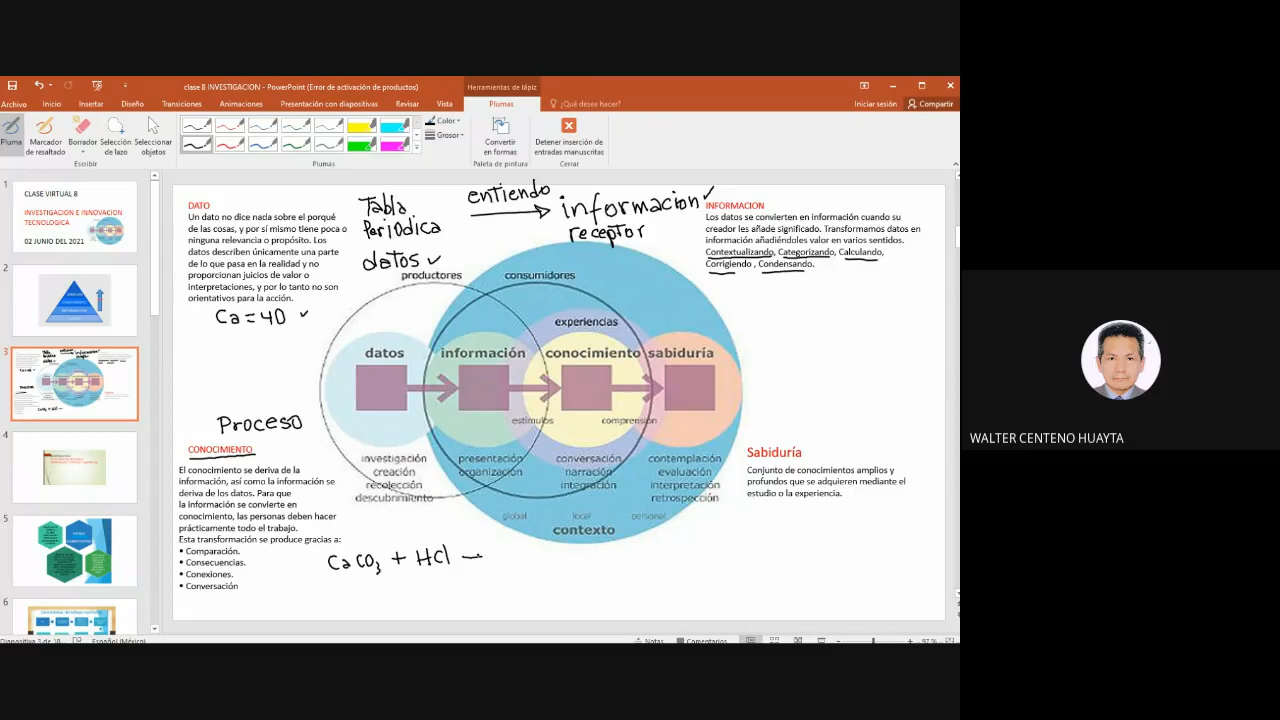 clase 8 INVESTIGACION - PowerPoint (Error de activación de productos)
Herramientas de lápiz
Archivo Inicio Insertar Diseño Transiciones Animaciones Presentación con diapositivas Revisar Vista Plumas ¿Qué desea hacer?
Iniciar sesión Compartir
Pluma
Marcador de resaltado
Borrador
Selección de lazo
Seleccionar objetos
Color
Grosor
Convertir en formas
Detener inserción de entradas manuscritas
Escribir Plumas Paleta de pintura Cerrar
1
CLASE VIRTUAL 8
INVESTIGACION E INNOVACION
TECNOLOGICA
02 JUNIO DEL 2021
2
3
4
5
6
DATO
Un dato no dice nada sobre el porqué
de las cosas, y por sí mismo tiene poca o
ninguna relevancia o propósito. Los
datos describen únicamente una parte
de lo que pasa en la realidad y no
proporcionan juicios de valor o
interpretaciones, y por lo tanto no son
orientativos para la acción.
Ca = 40
Tabla
Periodica
datos
entiendo
informacion
receptor
INFORMACION
Los datos se convierten en información cuando su
creador les añade significado. Transformamos datos en
información añadiéndoles valor en varios sentidos.
Contextualizando, Categorizando, Calculando,
Corrigiendo , Condensando.
productores consumidores
experiencias
datos información conocimiento sabiduría
estímulos comprensión
investigación
creación
recolección
descubrimiento
presentación
organización
conversación
narración
integración
contemplación
evaluación
interpretación
retrospección
global local personal
contexto
Proceso
CONOCIMIENTO
El conocimiento se deriva de la
información, así como la información se
deriva de los datos. Para que
la información se convierte en
conocimiento, las personas deben hacer
prácticamente todo el trabajo.
Esta transformación se produce gracias a:
• Comparación.
• Consecuencias.
• Conexiones.
• Conversación
CaCO3 + HCl —
Sabiduría
Conjunto de conocimientos amplios y
profundos que se adquieren mediante el
estudio o la experiencia.
Diapositiva 3 de 18 Español (México) Notas Comentarios 97 %
WALTER CENTENO HUAYTA